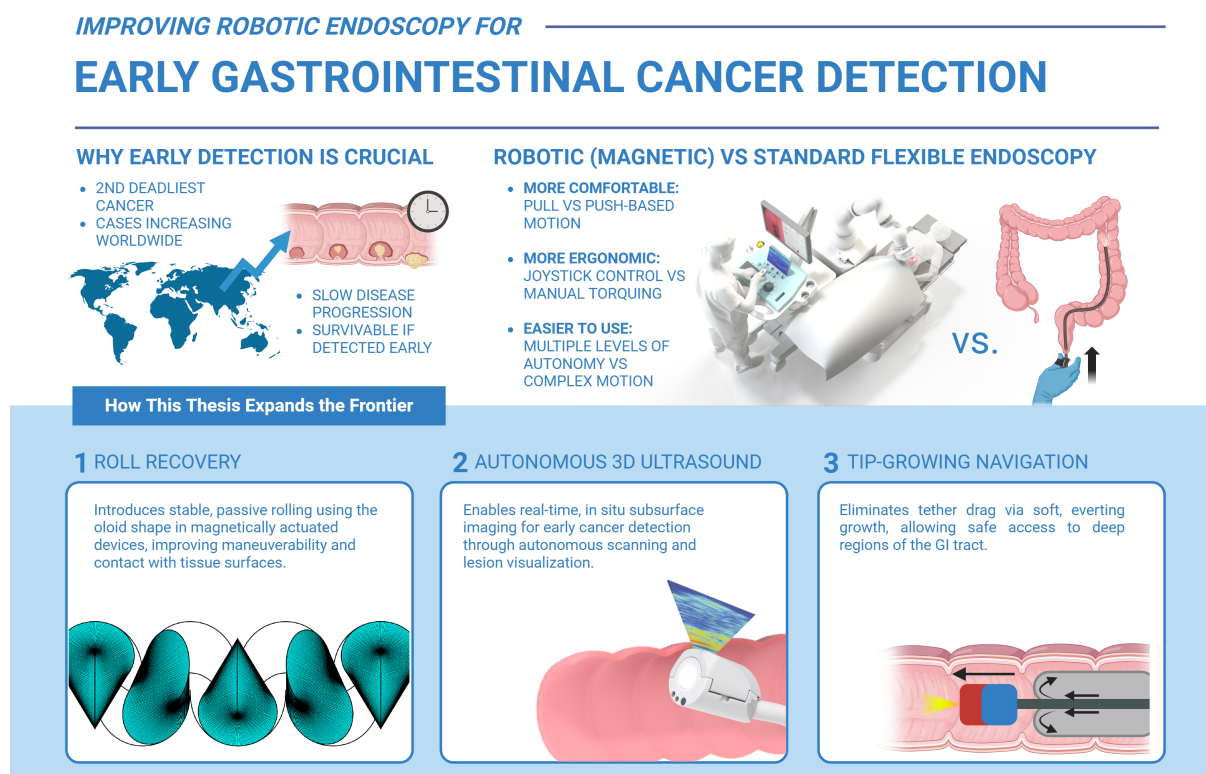 IMPROVING ROBOTIC ENDOSCOPY FOR
EARLY GASTROINTESTINAL CANCER DETECTION
WHY EARLY DETECTION IS CRUCIAL
• 2ND DEADLIEST
CANCER
• CASES INCREASING
WORLDWIDE
• SLOW DISEASE
PROGRESSION
• SURVIVABLE IF
DETECTED EARLY
ROBOTIC (MAGNETIC) VS STANDARD FLEXIBLE ENDOSCOPY
• MORE COMFORTABLE:
PULL VS PUSH-BASED
MOTION
• MORE ERGONOMIC:
JOYSTICK CONTROL VS
MANUAL TORQUING
• EASIER TO USE:
MULTIPLE LEVELS OF
AUTONOMY VS
COMPLEX MOTION
VS.
How This Thesis Expands the Frontier
1 ROLL RECOVERY
Introduces stable, passive rolling using the
oloid shape in magnetically actuated
devices, improving maneuverability and
contact with tissue surfaces.
2 AUTONOMOUS 3D ULTRASOUND
Enables real-time, in situ subsurface
imaging for early cancer detection
through autonomous scanning and
lesion visualization.
3 TIP-GROWING NAVIGATION
Eliminates tether drag via soft, everting
growth, allowing safe access to deep
regions of the GI tract.